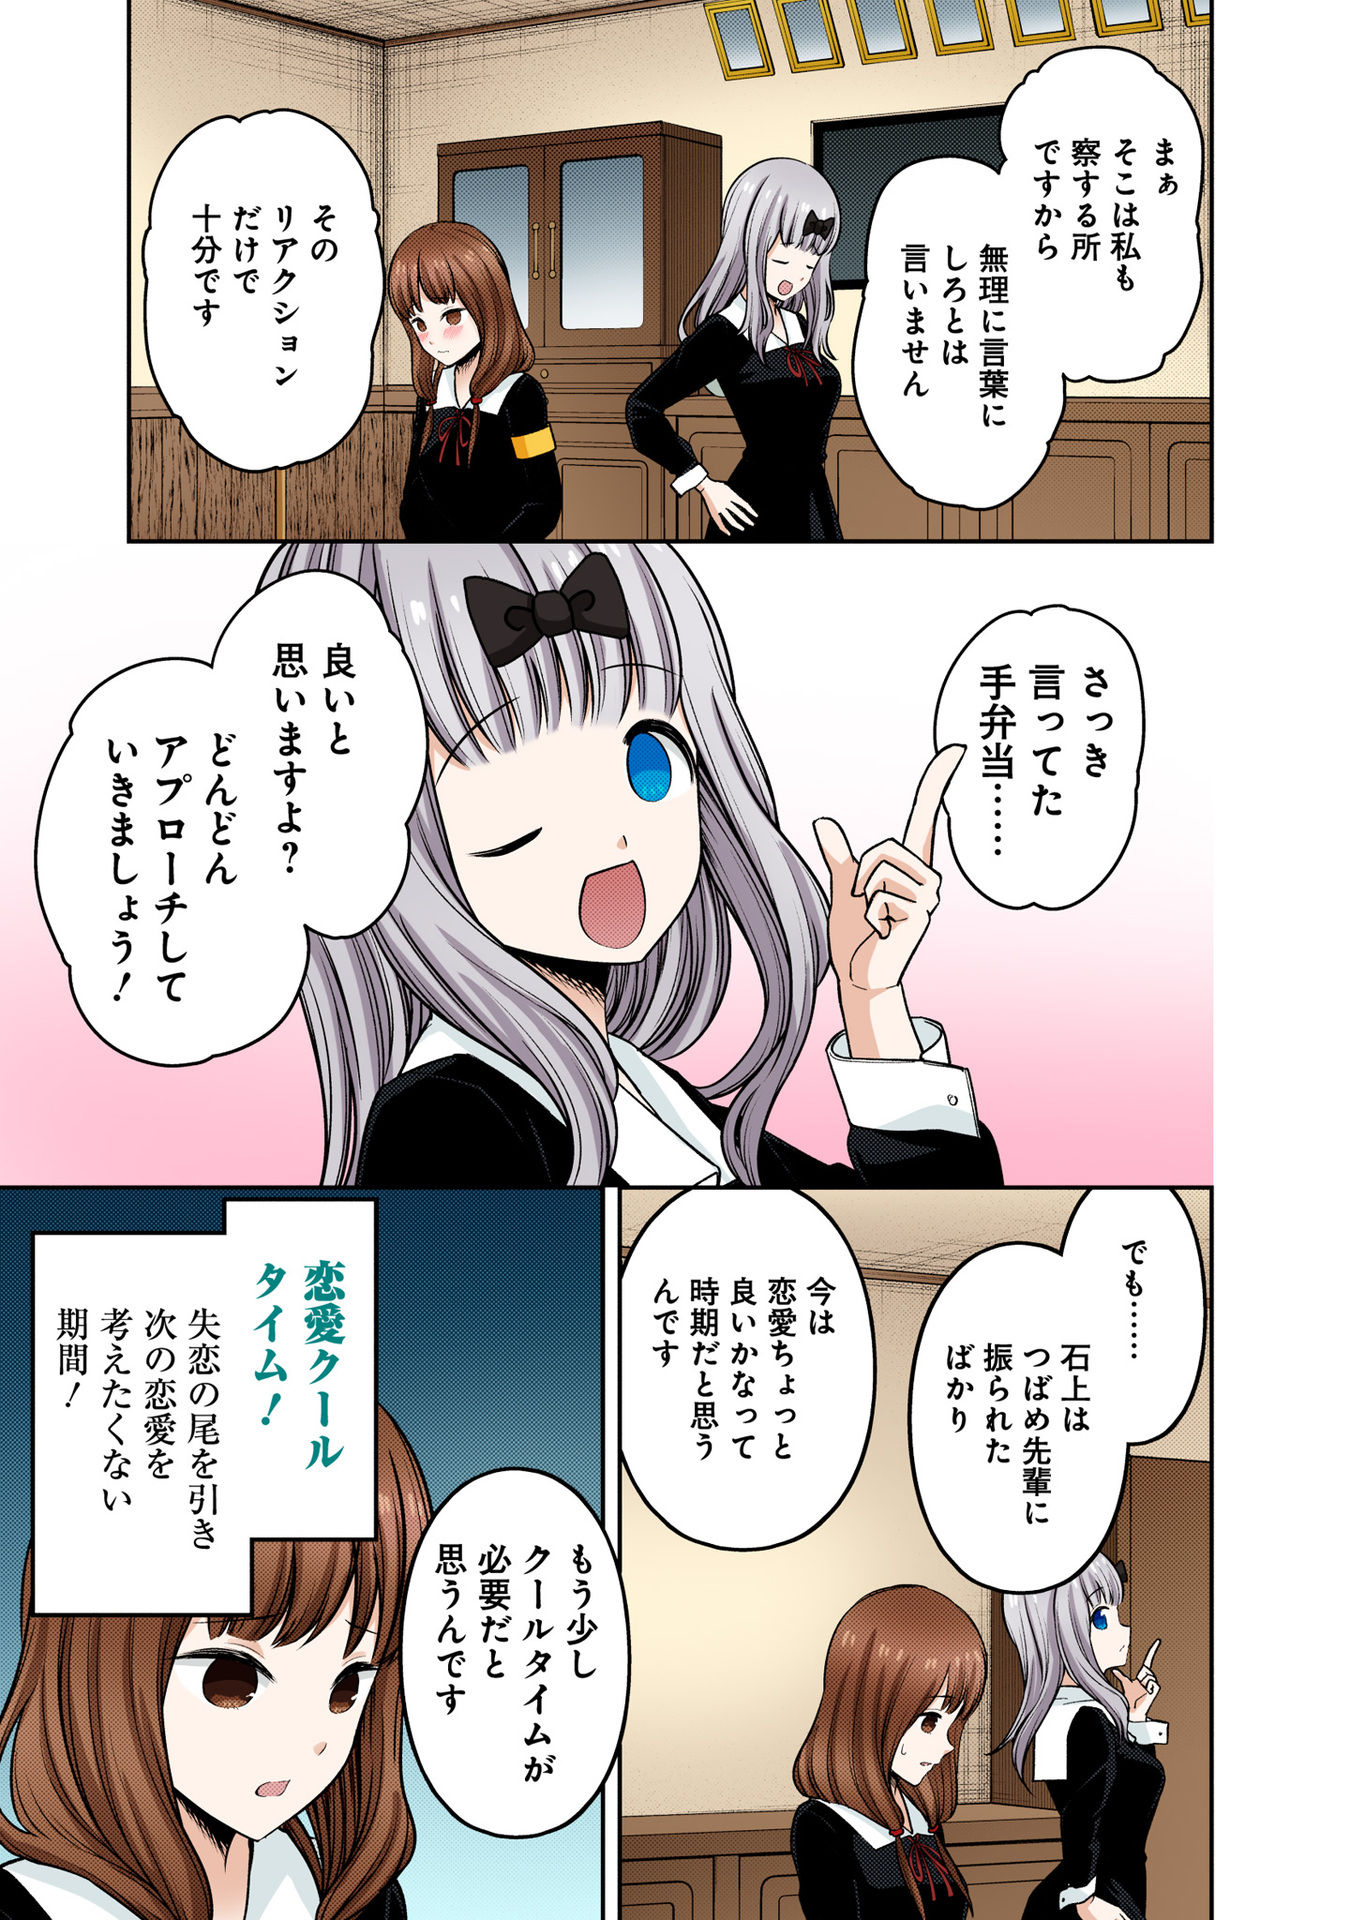 まぁ
そこは私も
察する所
ですから
無理に言葉に
しろとは
言いません
その
リアクション
だけで
十分です
さっき
言ってた
手弁当……
良いと
思いますよ?
どんどん
アプローチして
いきましょう!
でも……
石上は
つばめ先輩に
振られた
ばかり
今は
恋愛ちょっと
良いかなって
時期だと思う
んです
もう少し
クールタイムが
必要だと
思うんです
恋愛クール
タイム!
失恋の尾を引き
次の恋愛を
考えたくない
期間!